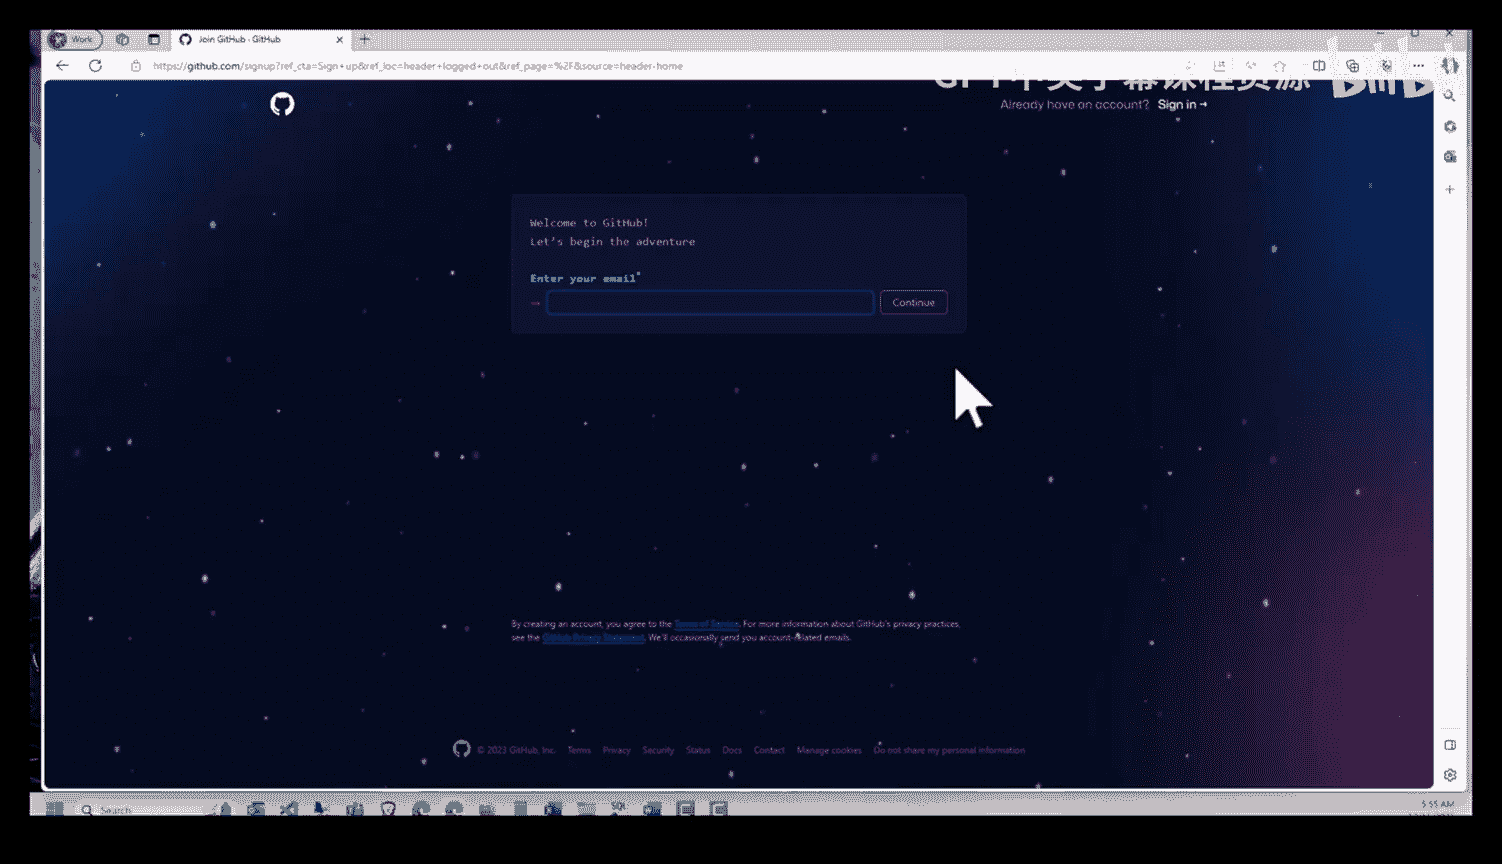 Work
Join GitHub · GitHub
https://github.com/signup?ref_cta=Sign+up&ref_loc=header+logged+out&ref_page=%2F&source=header-home
bilibili
Already have an account? Sign in →
Welcome to GitHub!
Let's begin the adventure
Enter your email*
Continue
By creating an account, you agree to the Terms of Service. For more information about GitHub's privacy practices,
see the GitHub Privacy Statement. We'll occasionally send you account-related emails.
© 2023 GitHub, Inc. Terms Privacy Security Status Docs Contact Manage cookies Do not share my personal information
Search
5:55 AM